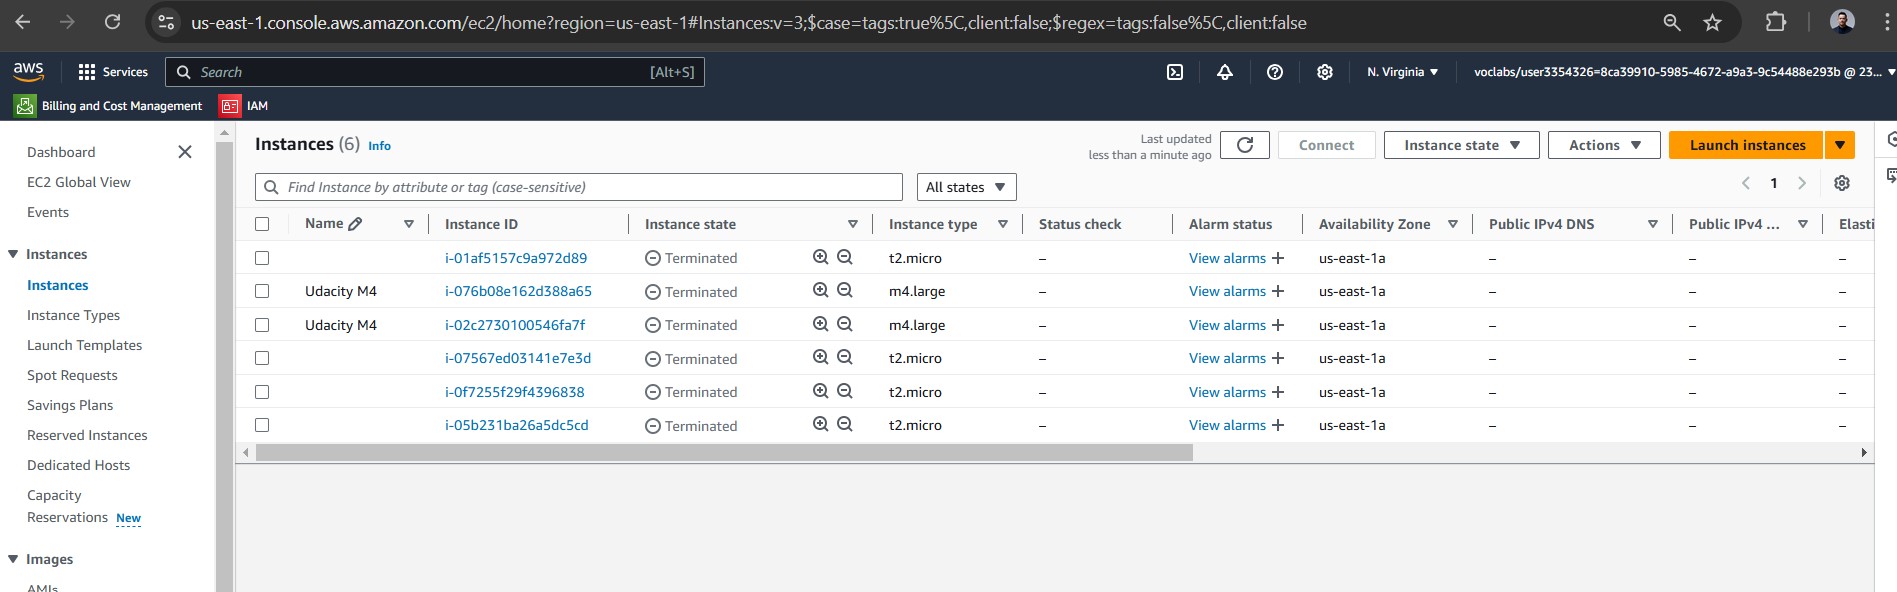 us-east-1.console.aws.amazon.com/ec2/home?region=us-east-1#Instances:v=3;$case=tags:true%5C,client:false;$regex=tags:false%5C,client:false
aws Services Search [Alt+S] N. Virginia voclabs/user3354326=8ca39910-5985-4672-a9a3-9c54488e293b @ 23...
Billing and Cost Management IAM
Dashboard
EC2 Global View
Events
Instances
Instances
Instance Types
Launch Templates
Spot Requests
Savings Plans
Reserved Instances
Dedicated Hosts
Capacity
Reservations New
Images
AMIs
Instances (6) Info
Last updated
less than a minute ago
Connect Instance state Actions Launch instances
Find Instance by attribute or tag (case-sensitive) All states 1
Name Instance ID Instance state Instance type Status check Alarm status Availability Zone Public IPv4 DNS Public IPv4 ... Elasti
i-01af5157c9a972d89 Terminated t2.micro – View alarms + us-east-1a – – –
Udacity M4 i-076b08e162d388a65 Terminated m4.large – View alarms + us-east-1a – – –
Udacity M4 i-02c2730100546fa7f Terminated m4.large – View alarms + us-east-1a – – –
i-07567ed03141e7e3d Terminated t2.micro – View alarms + us-east-1a – – –
i-0f7255f29f4396838 Terminated t2.micro – View alarms + us-east-1a – – –
i-05b231ba26a5dc5cd Terminated t2.micro – View alarms + us-east-1a – – –